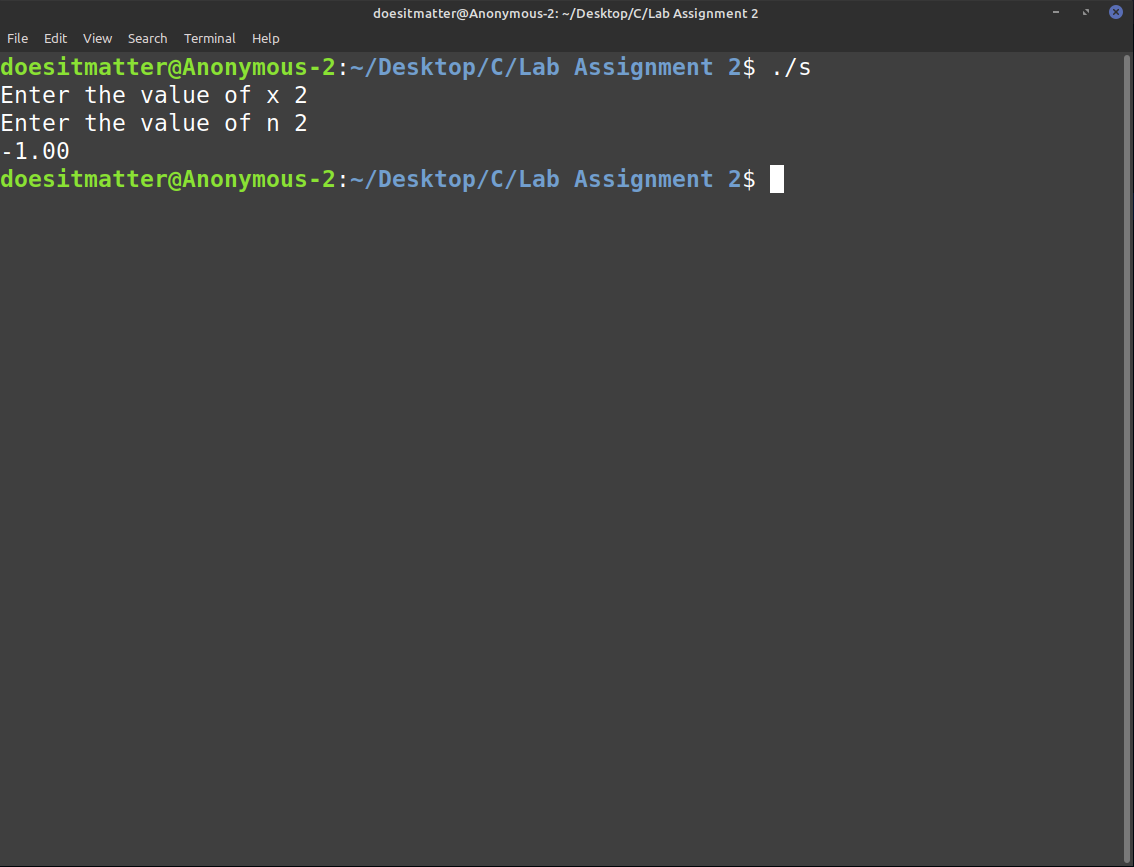 doesitmatter@Anonymous-2: ~/Desktop/C/Lab Assignment 2
File Edit View Search Terminal Help
doesitmatter@Anonymous-2:~/Desktop/C/Lab Assignment 2$ ./s
Enter the value of x 2
Enter the value of n 2
-1.00
doesitmatter@Anonymous-2:~/Desktop/C/Lab Assignment 2$